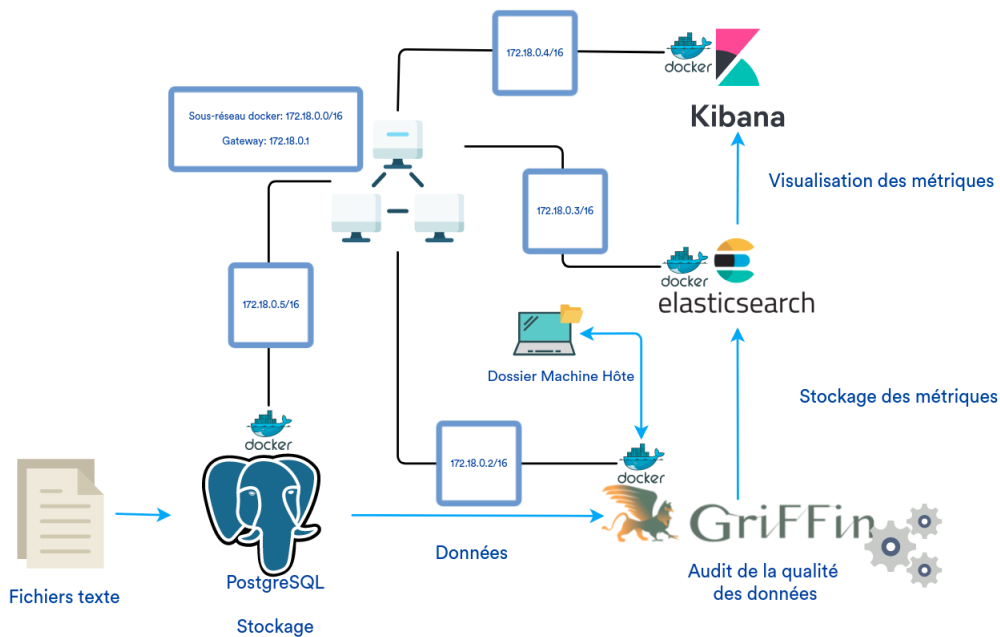 172.18.0.4/16
docker
Kibana
Sous-réseau docker: 172.18.0.0/16
Gateway: 172.18.0.1
Visualisation des métriques
172.18.0.3/16
docker
elasticsearch
172.18.0.5/16
Dossier Machine Hôte
Stockage des métriques
docker
172.18.0.2/16
docker
GriFFin
Fichiers texte
PostgreSQL
Stockage
Données
Audit de la qualité
des données